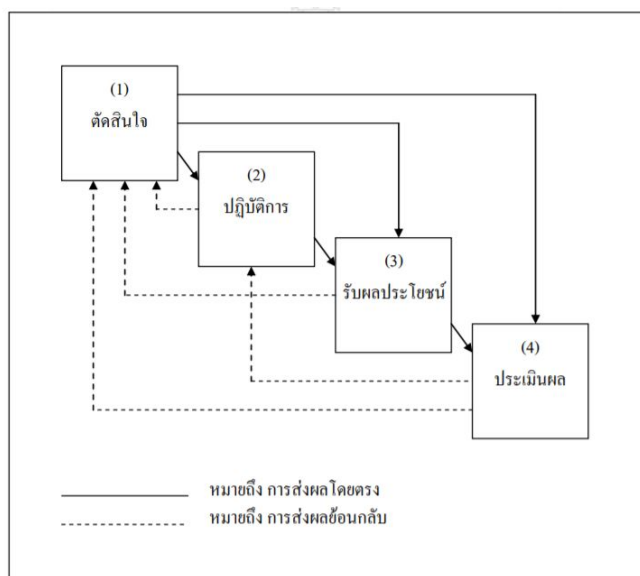 (1)
ตัดสินใจ
(2)
ปฏิบัติการ
(3)
รับผลประโยชน์
(4)
ประเมินผล
หมายถึง การส่งผลโดยตรง
หมายถึง การส่งผลย้อนกลับ